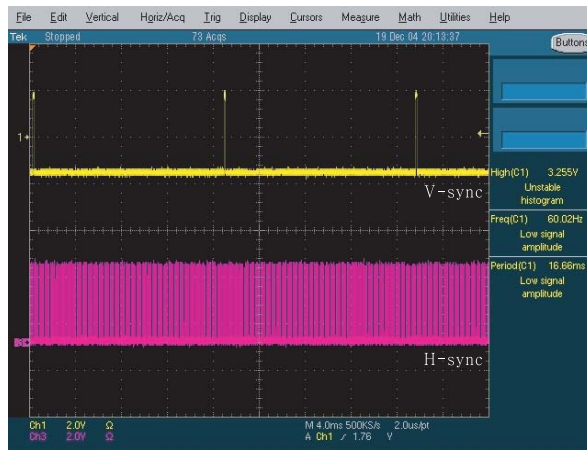 File Edit Vertical Horiz/Acq Trig Display Cursors Measure Math Utilities Help
Tek Stopped 73 Acqs 19 Dec 04 20:13:37 Buttons
1
High(C1) 3.255V
Unstable
histogram
V-sync
Freq(C1) 60.02Hz
Low signal
amplitude
Period(C1) 16.66ms
Low signal
amplitude
H-sync
Ch1 2.0V Ω M 4.0ms 500KS/s 2.0us/pt
Ch3 2.0V Ω A Ch1 ∕ 1.76 V